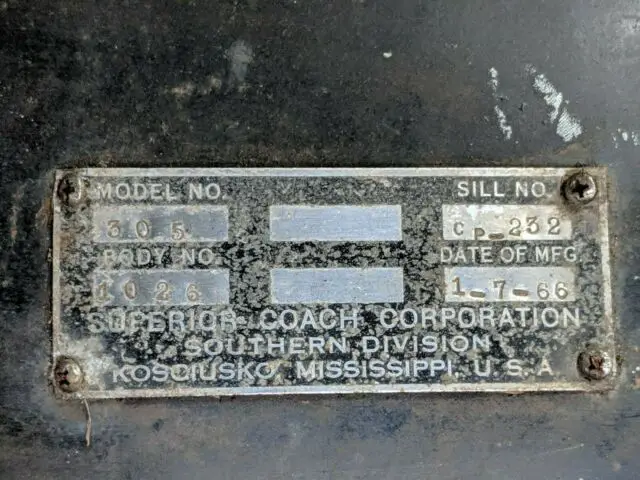 MODEL NO. SILL NO.
305 CP-232
BODY NO. DATE OF MFG.
1026 1-7-66
SUPERIOR COACH CORPORATION
SOUTHERN DIVISION
KOSCIUSKO, MISSISSIPPI, U.S.A.